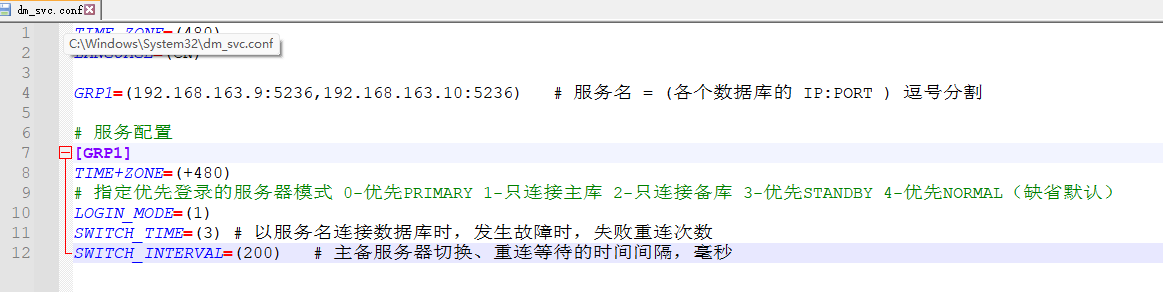 dm_svc.conf
1 TIME_ZONE=(480)
C:\Windows\System32\dm_svc.conf
2 LANGUAGE=(CN)
3
4 GRP1=(192.168.163.9:5236,192.168.163.10:5236) # 服务名 = (各个数据库的 IP:PORT ) 逗号分割
5
6 # 服务配置
7 [GRP1]
8 TIME+ZONE=(+480)
9 # 指定优先登录的服务器模式 0-优先PRIMARY 1-只连接主库 2-只连接备库 3-优先STANDBY 4-优先NORMAL（缺省默认）
10 LOGIN_MODE=(1)
11 SWITCH_TIME=(3) # 以服务名连接数据库时，发生故障时，失败重连次数
12 SWITCH_INTERVAL=(200) # 主备服务器切换、重连等待的时间间隔，毫秒